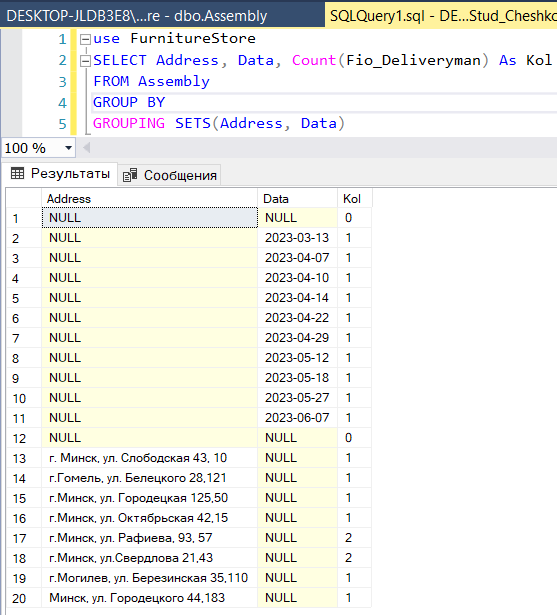 DESKTOP-JLDB3E8\...re - dbo.Assembly SQLQuery1.sql - DE...Stud_Cheshko
1 use FurnitureStore
2 SELECT Address, Data, Count(Fio_Deliveryman) As Kol
3 FROM Assembly
4 GROUP BY
5 GROUPING SETS(Address, Data)
100 %
Результаты Сообщения
Address Data Kol
1 NULL NULL 0
2 NULL 2023-03-13 1
3 NULL 2023-04-07 1
4 NULL 2023-04-10 1
5 NULL 2023-04-14 1
6 NULL 2023-04-22 1
7 NULL 2023-04-29 1
8 NULL 2023-05-12 1
9 NULL 2023-05-18 1
10 NULL 2023-05-27 1
11 NULL 2023-06-07 1
12 NULL NULL 0
13 г. Минск, ул. Слободская 43, 10 NULL 1
14 г.Гомель, ул. Белецкого 28,121 NULL 1
15 г.Минск, ул. Городецкая 125,50 NULL 1
16 г.Минск, ул. Октябрьская 42,15 NULL 1
17 г.Минск, ул. Рафиева, 93, 57 NULL 2
18 г.Минск, ул.Свердлова 21,43 NULL 2
19 г.Могилев, ул. Березинская 35,110 NULL 1
20 Минск, ул. Городецкого 44,183 NULL 1